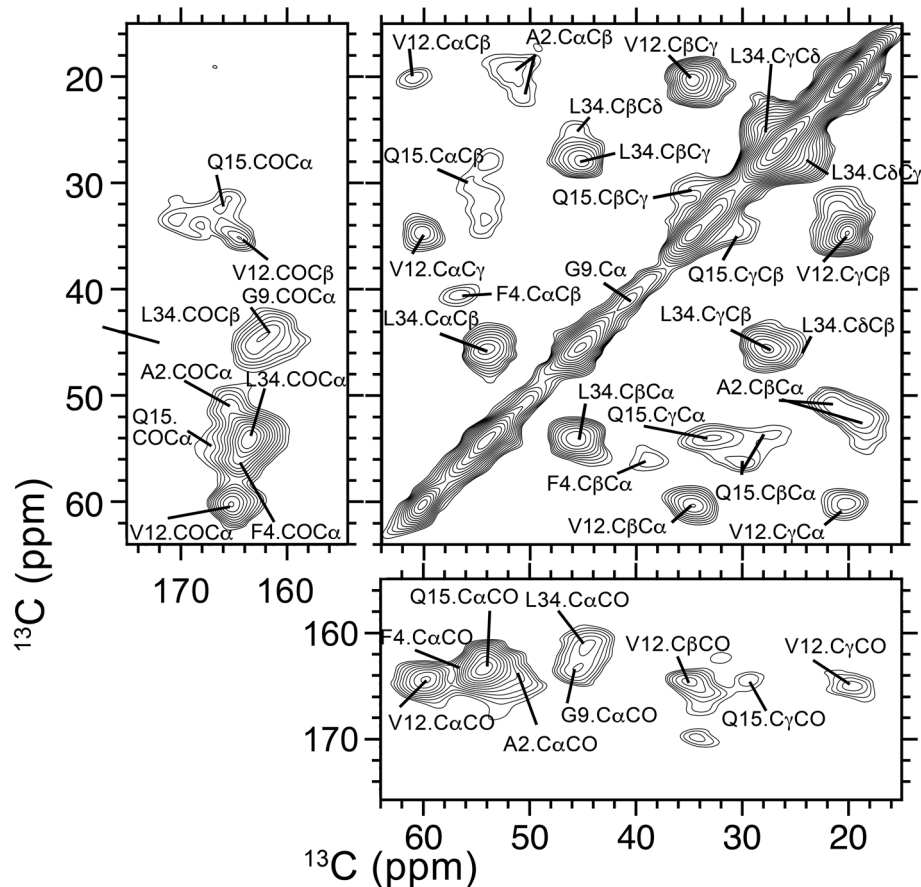 V12.CαCβ
A2.CαCβ
V12.CβCγ
L34.CγCδ
20
L34.CβCδ
Q15.COCα
Q15.CαCβ
L34.CβCγ
L34.CδCγ
30
Q15.CβCγ
V12.COCβ
V12.CαCγ
G9.Cα
Q15.CγCβ
V12.CγCβ
G9.COCα
F4.CαCβ
40
L34.COCβ
L34.CαCβ
L34.CγCβ
L34.CδCβ
A2.COCα
L34.COCα
L34.CβCα
A2.CβCα
50
Q15.
COCα
Q15.CγCα
F4.CβCα
Q15.CβCα
60
V12.COCα
F4.COCα
V12.CβCα
V12.CγCα
170
160
13C (ppm)
Q15.CαCO
L34.CαCO
160
F4.CαCO
V12.CβCO
V12.CγCO
V12.CαCO
G9.CαCO
Q15.CγCO
A2.CαCO
170
60
50
40
30
20
13C (ppm)